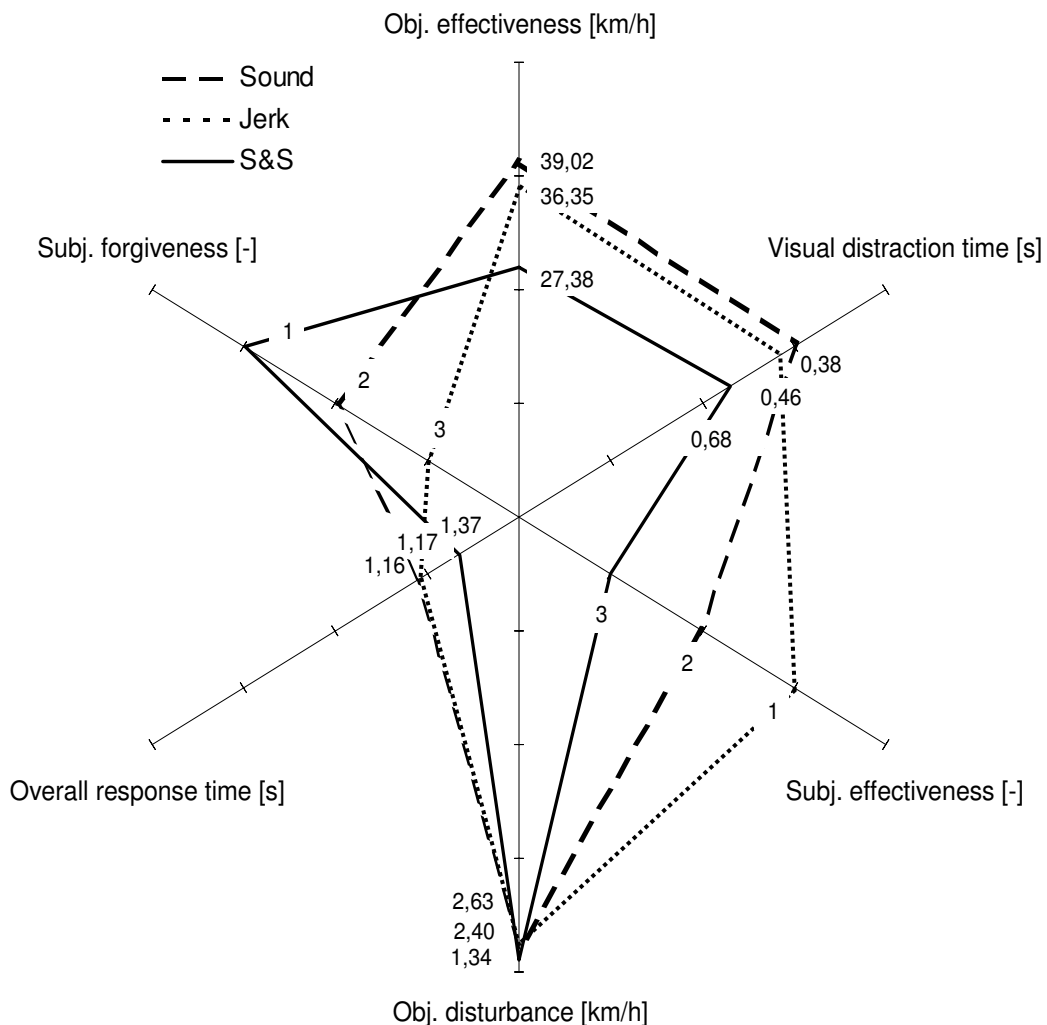 Obj. effectiveness [km/h]
Sound
Jerk
S&S
39,02
36,35
27,38
Subj. forgiveness [-]
Visual distraction time [s]
1
2
3
0,38
0,46
0,68
1,37
1,17
1,16
3
2
1
Overall response time [s]
Subj. effectiveness [-]
2,63
2,40
1,34
Obj. disturbance [km/h]